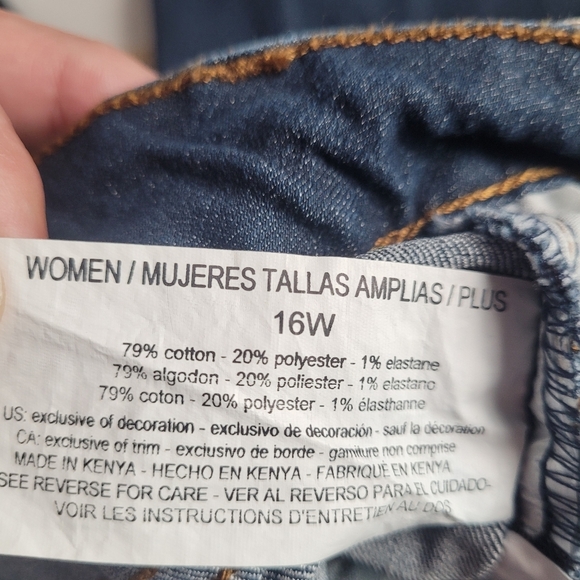 WOMEN / MUJERES TALLAS AMPLIAS / PLUS
16W
79% cotton - 20% polyester - 1% elastane
79% algodon - 20% poliester - 1% elastano
79% coton - 20% polyester - 1% élasthanne
US: exclusive of decoration - exclusivo de decoración - sauf la décoration
CA: exclusive of trim - exclusivo de borde - garniture non comprise
MADE IN KENYA - HECHO EN KENYA - FABRIQUÉ EN KENYA
SEE REVERSE FOR CARE - VER AL REVERSO PARA EL CUIDADO-
VOIR LES INSTRUCTIONS D'ENTRETIEN AU DOS